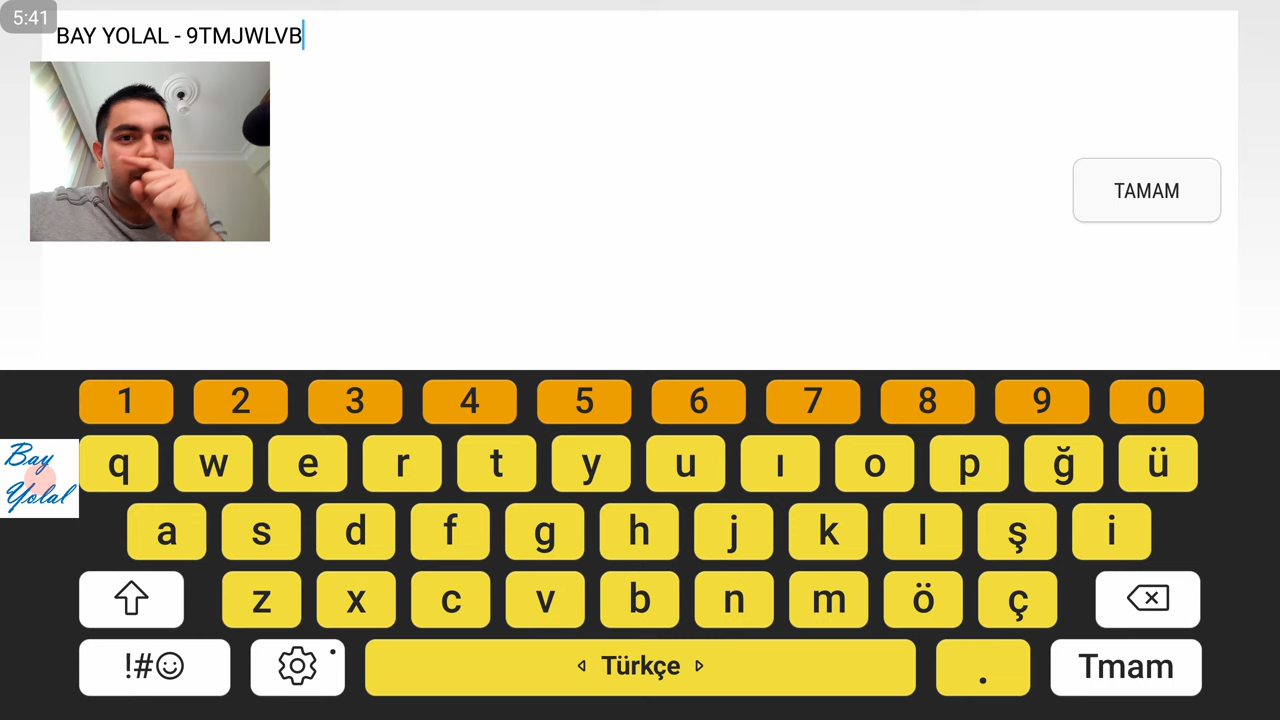 5:41
BAY YOLAL - 9TMJWLVB
TAMAM
1 2 3 4 5 6 7 8 9 0
q w e r t y u ı o p ğ ü
Bay
Yolal
a s d f g h j k l ş i
z x c v b n m ö ç
!#☺ Türkçe . Tmam